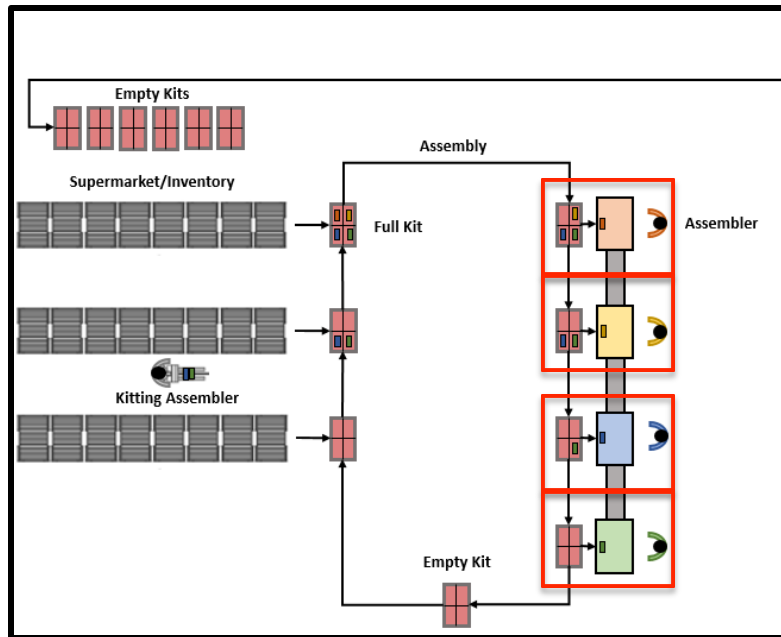 Empty Kits
Assembly
Supermarket/Inventory
Full Kit
Assembler
Kitting Assembler
Empty Kit